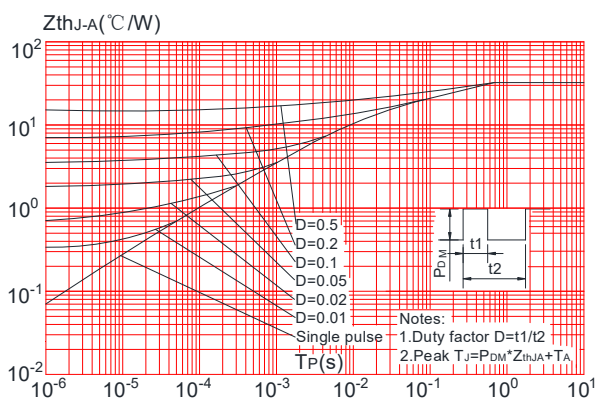 ZthJ-A(℃/W)
10²
10¹
10⁰
10⁻¹
10⁻²
D=0.5
D=0.2
D=0.1
D=0.05
D=0.02
D=0.01
Single pulse
PDM
t1
t2
Notes:
1.Duty factor D=t1/t2
2.Peak TJ=PDM*ZthJA+TA
TP(s)
10⁻⁶ 10⁻⁵ 10⁻⁴ 10⁻³ 10⁻² 10⁻¹ 10⁰ 10¹